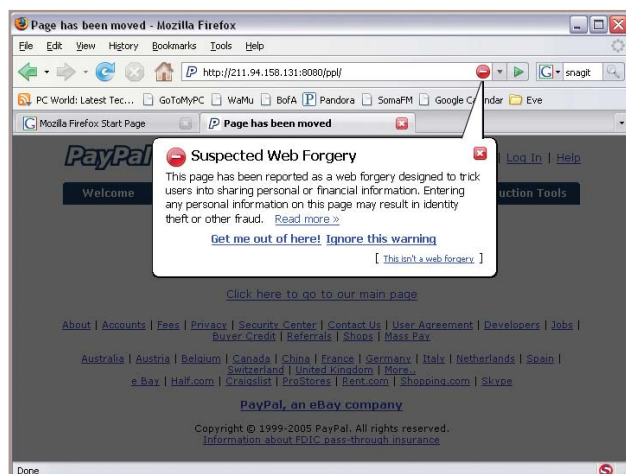 Page has been moved - Mozilla Firefox
File Edit View History Bookmarks Tools Help
http://211.94.158.131:8080/ppl/
G snagit
PC World: Latest Tec... GoToMyPC WaMu BofA Pandora SomaFM Google Ca ndar Eve
Mozilla Firefox Start Page
Page has been moved
PayPal
Log In | Help
Welcome
uction Tools
Suspected Web Forgery
This page has been reported as a web forgery designed to trick
users into sharing personal or financial information. Entering
any personal information on this page may result in identity
theft or other fraud. Read more »
Get me out of here! Ignore this warning
[ This isn't a web forgery ]
Click here to go to our main page
About | Accounts | Fees | Privacy | Security Center | Contact Us | User Agreement | Developers | Jobs |
Buyer Credit | Referrals | Shops | Mass Pay
Australia | Austria | Belgium | Canada | China | France | Germany | Italy | Netherlands | Spain |
Switzerland | United Kingdom | More..
e Bay | Half.com | Craigslist | ProStores | Rent.com | Shopping.com | Skype
PayPal, an eBay company
Copyright © 1999-2005 PayPal. All rights reserved.
Information about FDIC pass-through insurance
Done